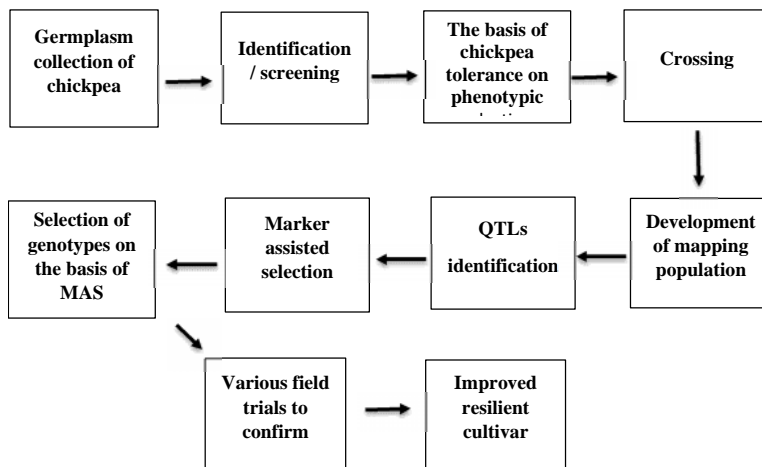 Germplasm
collection of
chickpea
Identification
/ screening
The basis of
chickpea
tolerance on
phenotypic
Crossing
Development
of mapping
population
QTLs
identification
Marker
assisted
selection
Selection of
genotypes on
the basis of
MAS
Various field
trials to
confirm
Improved
resilient
cultivar